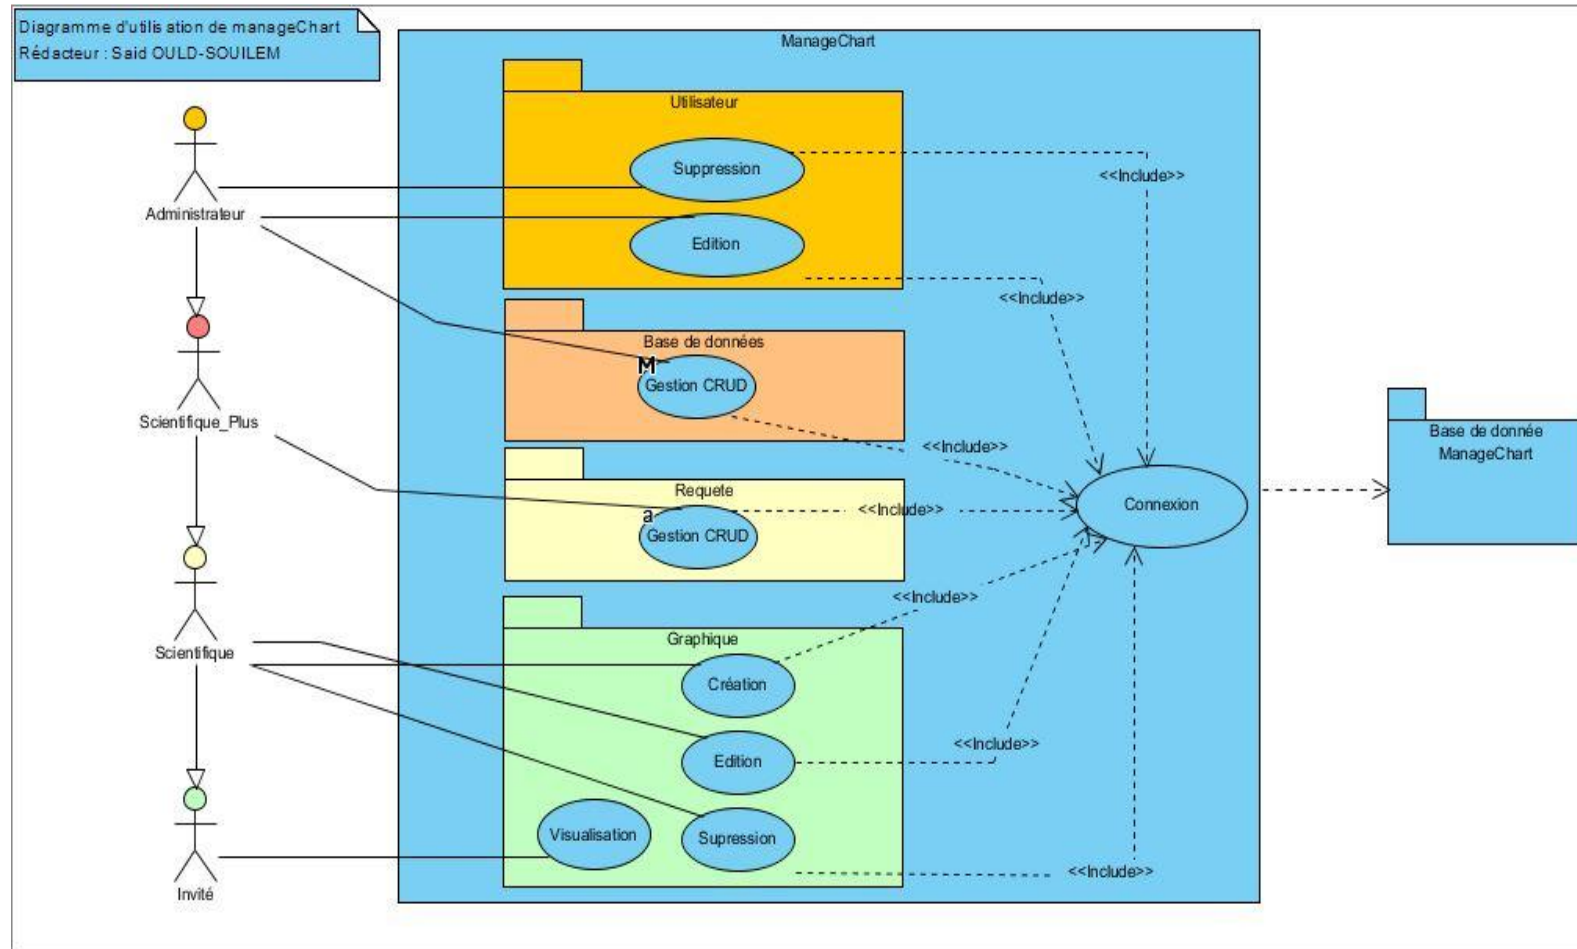 Diagramme d'utilisation de manageChart
Rédacteur : Said OULD-SOUILEM
ManageChart
Utilisateur
Suppression
<<Include>>
Administrateur
Edition
<<Include>>
Base de données
M
Gestion CRUD
Scientifique_Plus
<<Include>>
Base de donnée
ManageChart
Requete
Connexion
<<Include>>
a
Gestion CRUD
<<Include>>
Graphique
Scientifique
Création
<<Include>>
Edition
Visualisation
Supression
<<Include>>
Invité